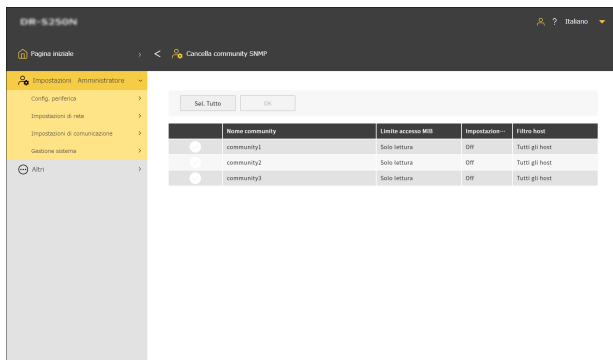 DR-S250N
? Italiano
Pagina iniziale
Cancella community SNMP
Impostazioni Amministratore
Config. periferica
Impostazioni di rete
Impostazioni di comunicazione
Gestione sistema
Altri
Sel. Tutto OK
Nome community Limite accesso MIB Impostazion··· Filtro host
community1 Solo lettura Off Tutti gli host
community2 Solo lettura Off Tutti gli host
community3 Solo lettura Off Tutti gli host